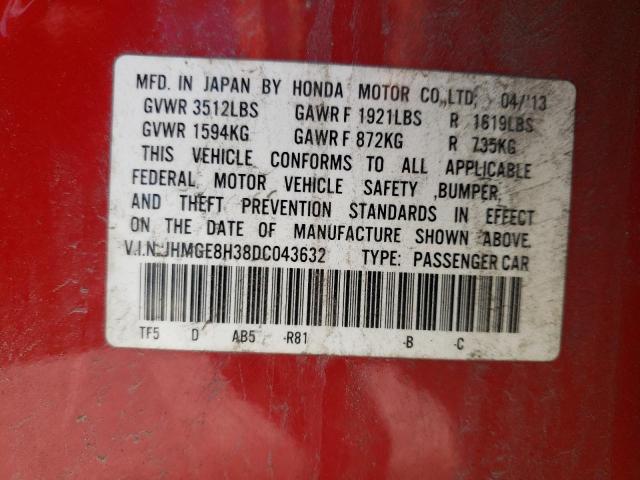 MFD. IN JAPAN BY HONDA MOTOR CO.,LTD. 04/'13
GVWR 3512LBS GAWR F 1921LBS R 1619LBS
GVWR 1594KG GAWR F 872KG R 735KG
THIS VEHICLE CONFORMS TO ALL APPLICABLE
FEDERAL MOTOR VEHICLE SAFETY ,BUMPER,
AND THEFT PREVENTION STANDARDS IN EFFECT
ON THE DATE OF MANUFACTURE SHOWN ABOVE.
V.I.N.:JHMGE8H38DC043632 TYPE: PASSENGER CAR
TF5 D AB5 -R81 -B -C